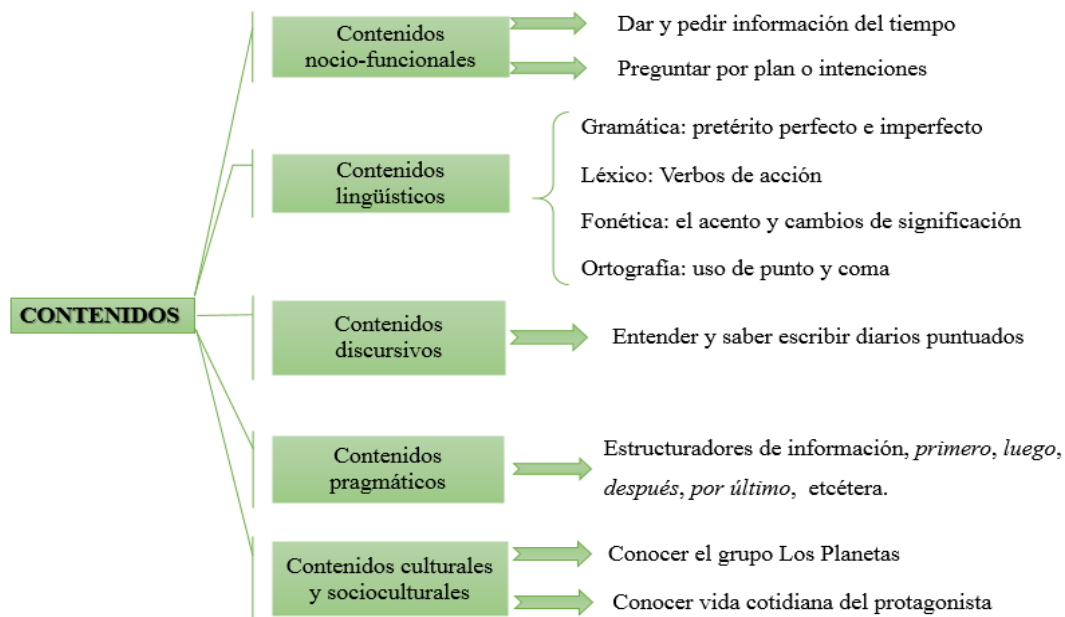 CONTENIDOS
Contenidos
nocio-funcionales
Dar y pedir información del tiempo
Preguntar por plan o intenciones
Contenidos
lingüísticos
Gramática: pretérito perfecto e imperfecto
Léxico: Verbos de acción
Fonética: el acento y cambios de significación
Ortografía: uso de punto y coma
Contenidos
discursivos
Entender y saber escribir diarios puntuados
Contenidos
pragmáticos
Estructuradores de información, primero, luego,
después, por último, etcétera.
Contenidos culturales
y socioculturales
Conocer el grupo Los Planetas
Conocer vida cotidiana del protagonista